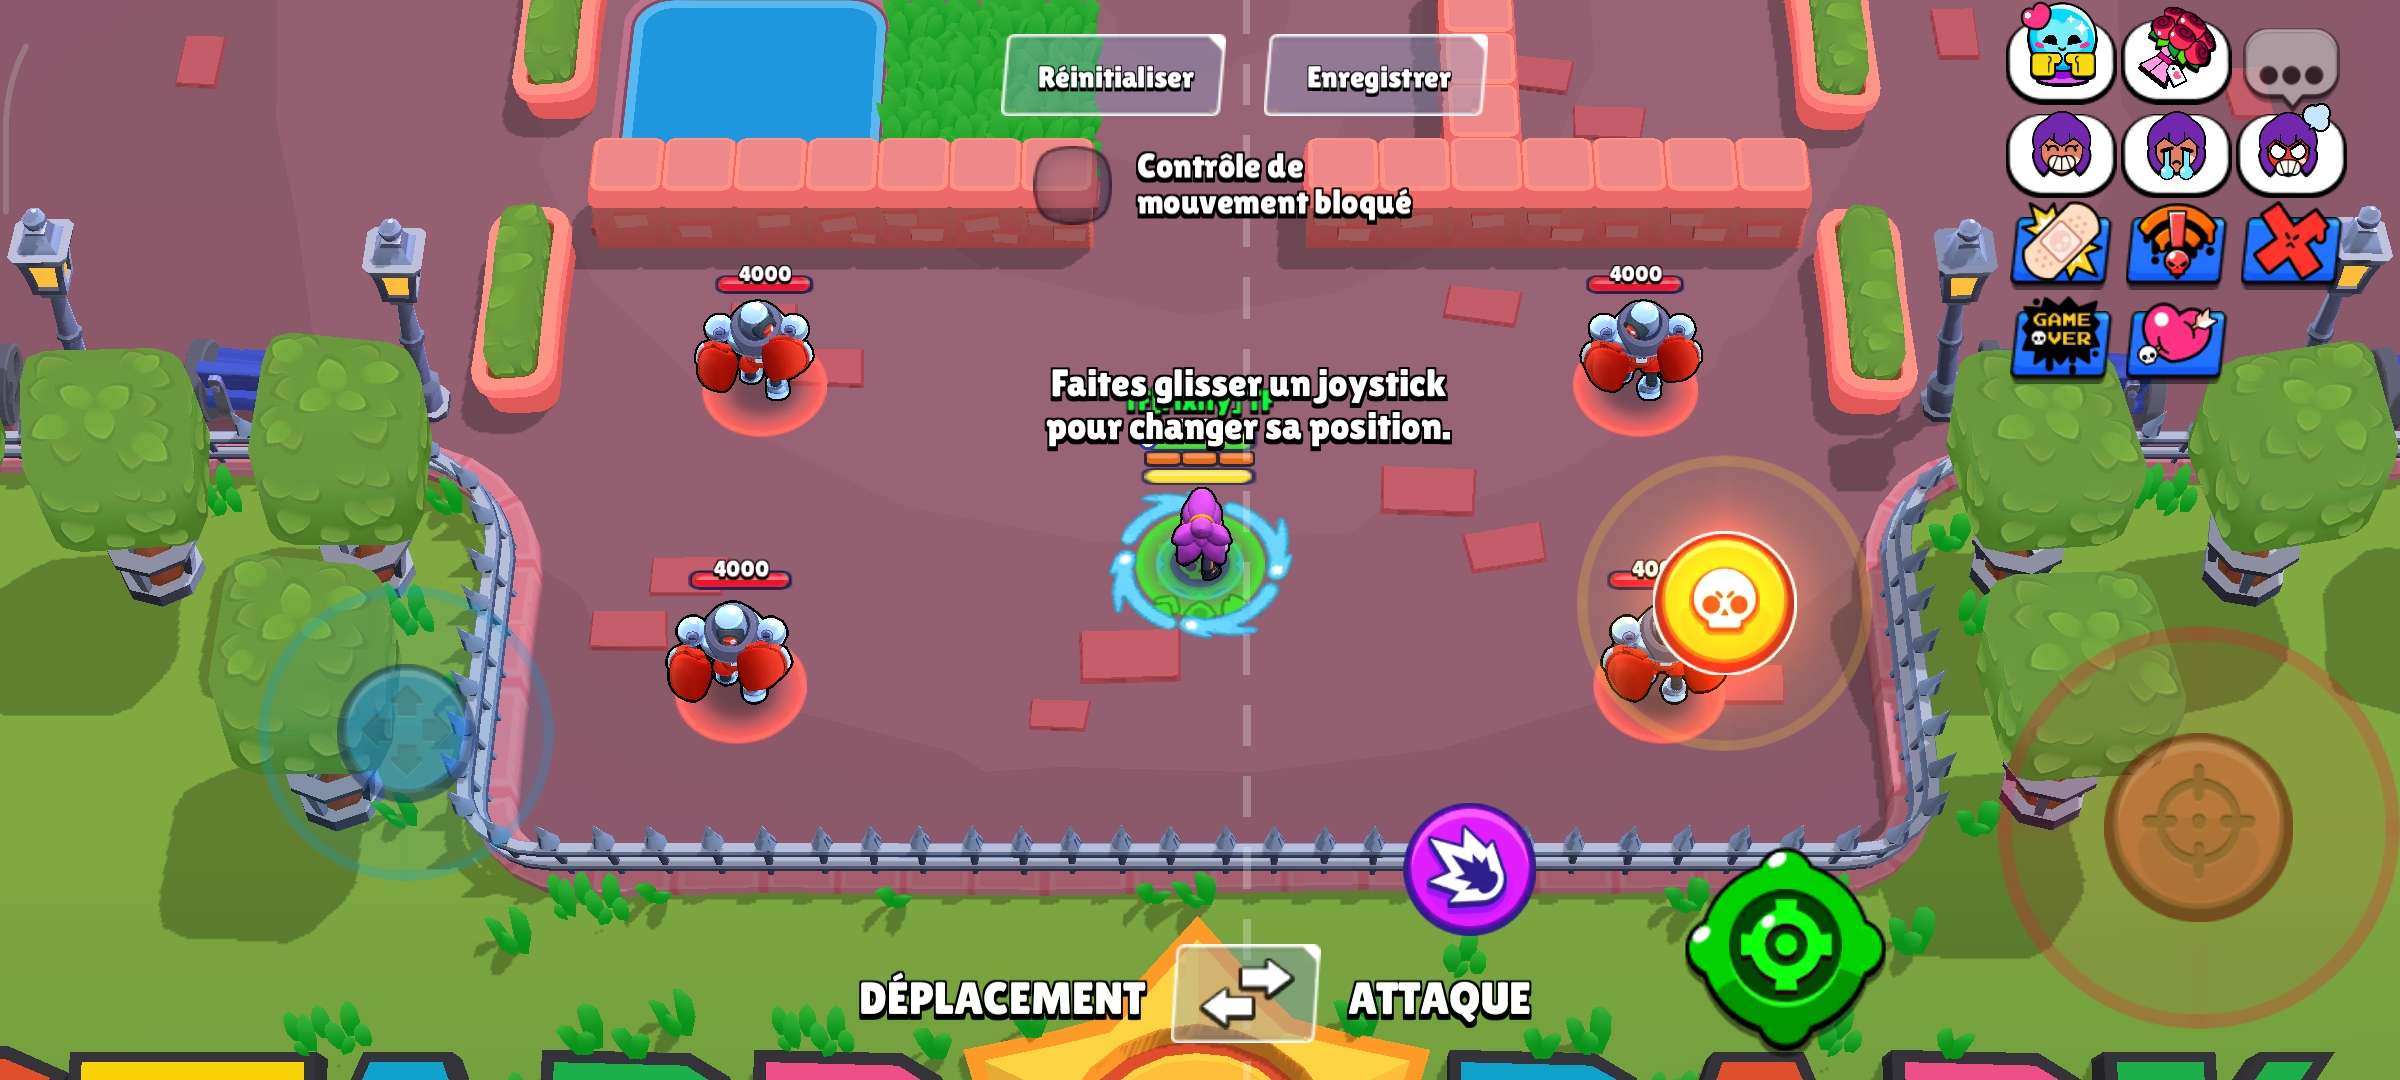 Réinitialiser
Enregistrer
Contrôle de
mouvement bloqué
GAME
OVER
4000
4000
Faites glisser un joystick
pour changer sa position.
4000
DÉPLACEMENT
ATTAQUE